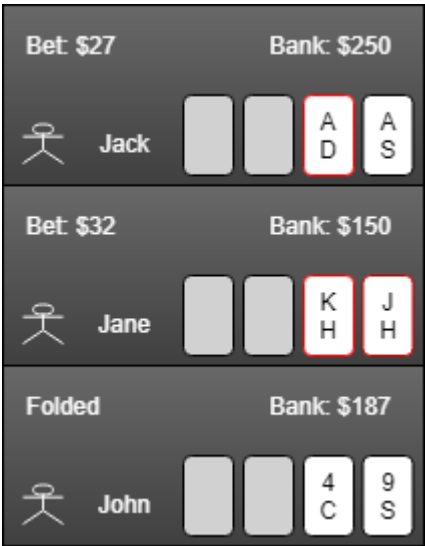 Bet: $27 Bank: $250
Jack A D A S
Bet: $32 Bank: $150
Jane K H J H
Folded Bank: $187
John 4 C 9 S